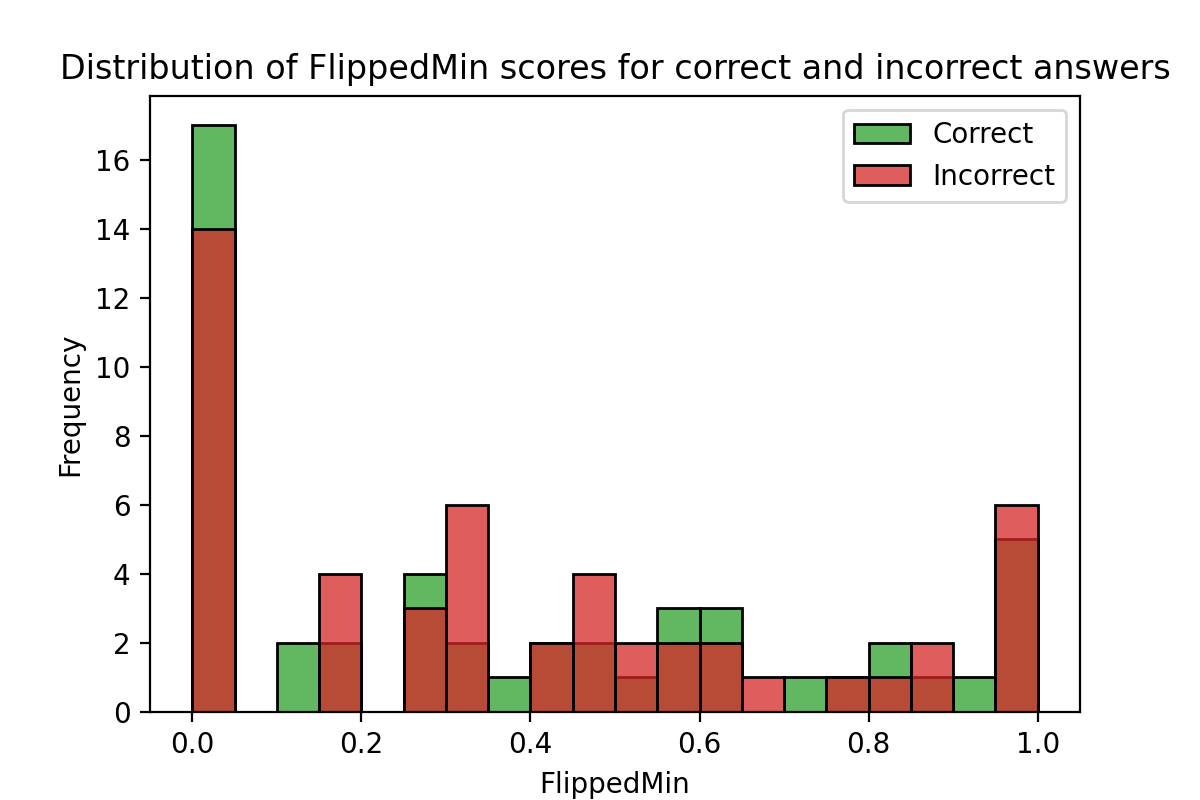 Distribution of FlippedMin scores for correct and incorrect answers
Correct
Incorrect
16
14
12
10
8
6
4
2
0
Frequency
0.0 0.2 0.4 0.6 0.8 1.0
FlippedMin